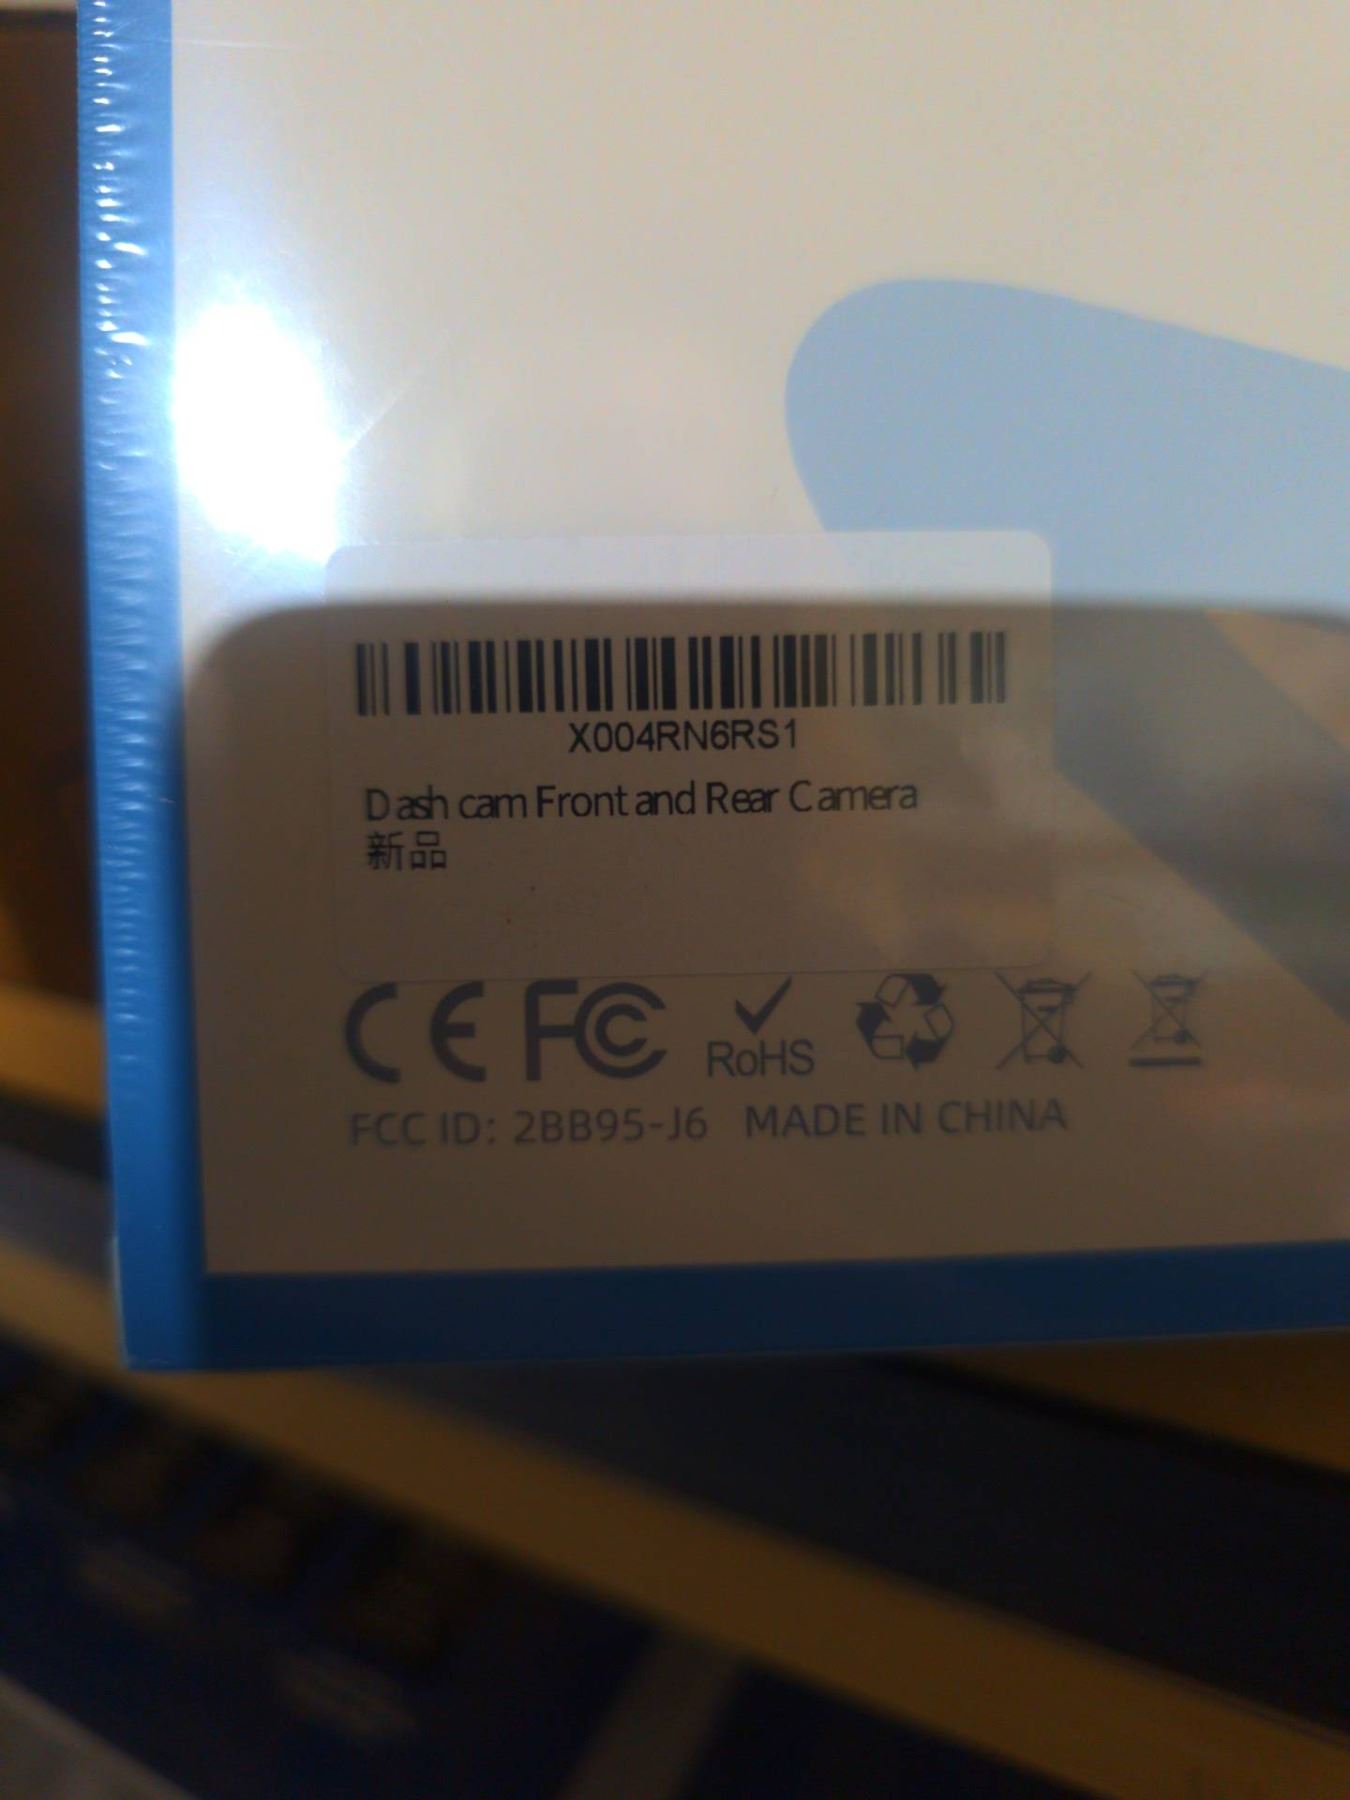 X004RN6RS1
Dash cam Front and Rear Camera
新品
CE FC RoHS
FCC ID: 2BB95-J6 MADE IN CHINA